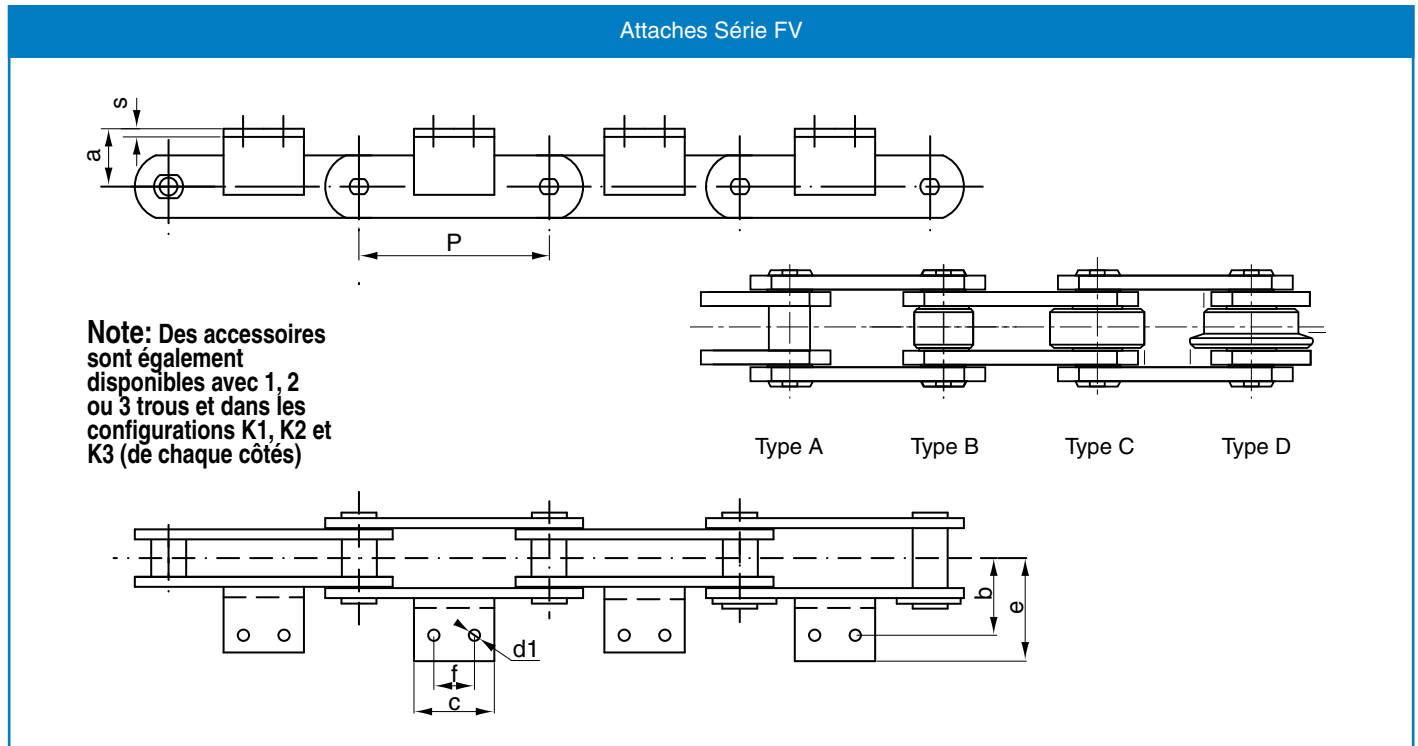 Attaches Série FV
s
a
P
Note: Des accessoires
sont également
disponibles avec 1, 2
ou 3 trous et dans les
configurations K1, K2 et
K3 (de chaque côtés)
Type A
Type B
Type C
Type D
b
e
d1
f
c